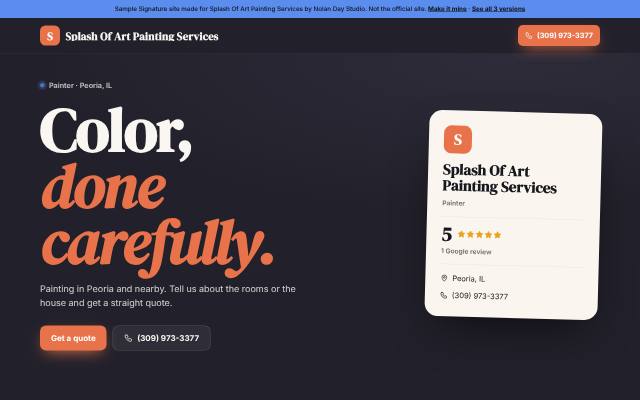 Sample Signature site made for Splash Of Art Painting Services by Nolan Day Studio. Not the official site. Make it mine · See all 3 versions
S Splash Of Art Painting Services
(309) 973-3377
Painter · Peoria, IL
Color,
done
carefully.
Painting in Peoria and nearby. Tell us about the rooms or the
house and get a straight quote.
Get a quote
(309) 973-3377
S
Splash Of Art
Painting Services
Painter
5
1 Google review
Peoria, IL
(309) 973-3377